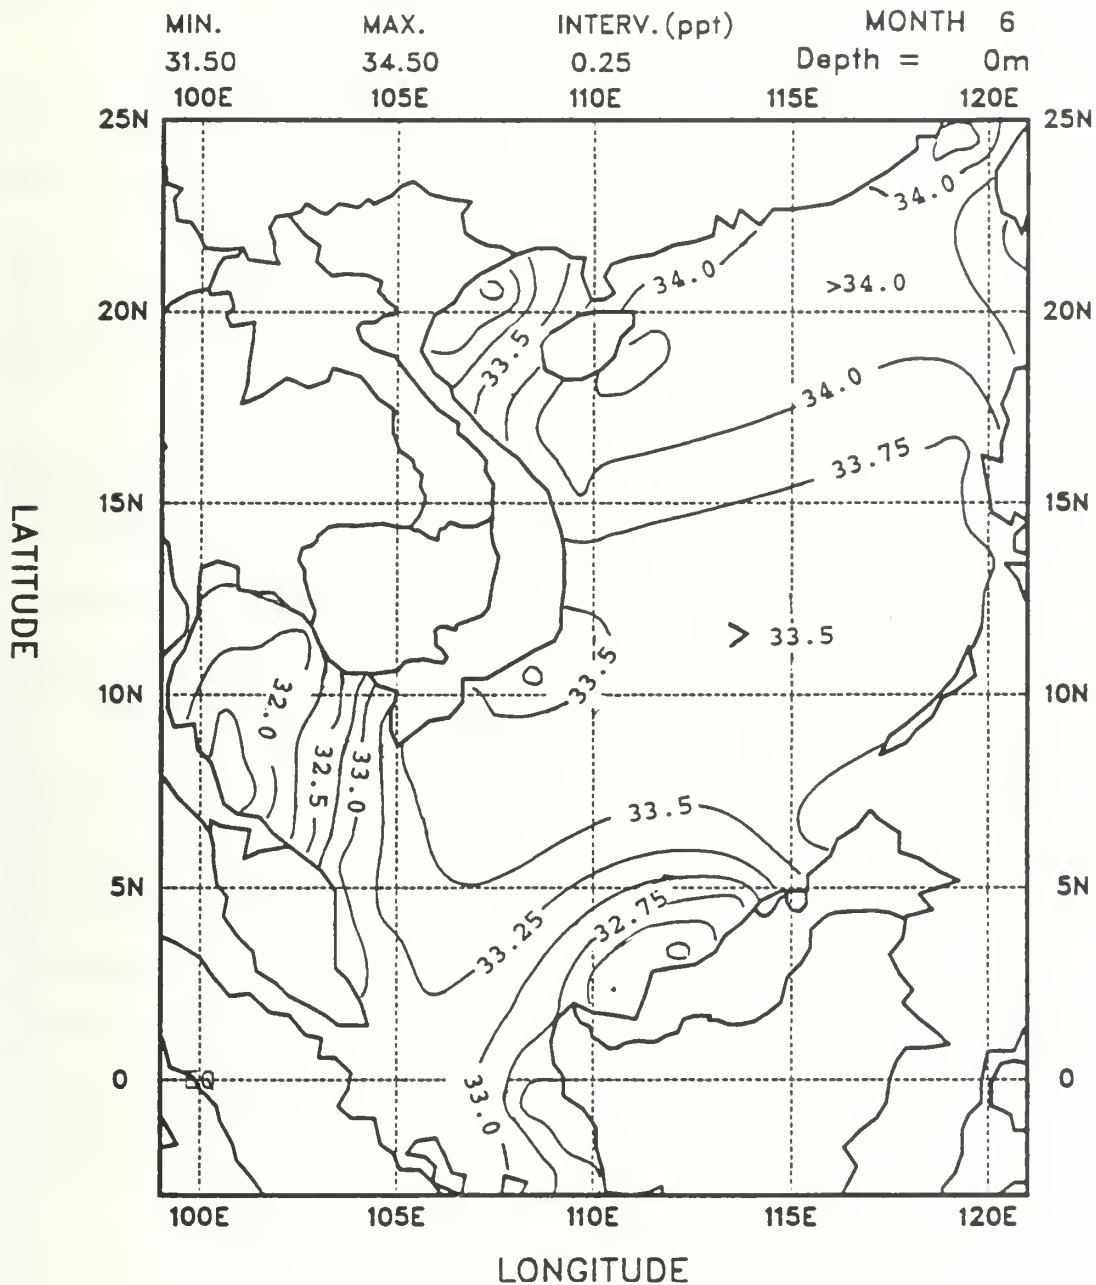 MIN. MAX. INTERV.(ppt) MONTH 6
31.50 34.50 0.25 Depth = 0m
100E 105E 110E 115E 120E
25N 25N
34.0
34.0 >34.0
20N 20N
33.5
34.0
33.75
15N 15N
> 33.5
33.5
10N 10N
32.0
32.5
33.0
33.5
5N 5N
32.75
33.25
0 0
33.0
100E 105E 110E 115E 120E
LATITUDE
LONGITUDE